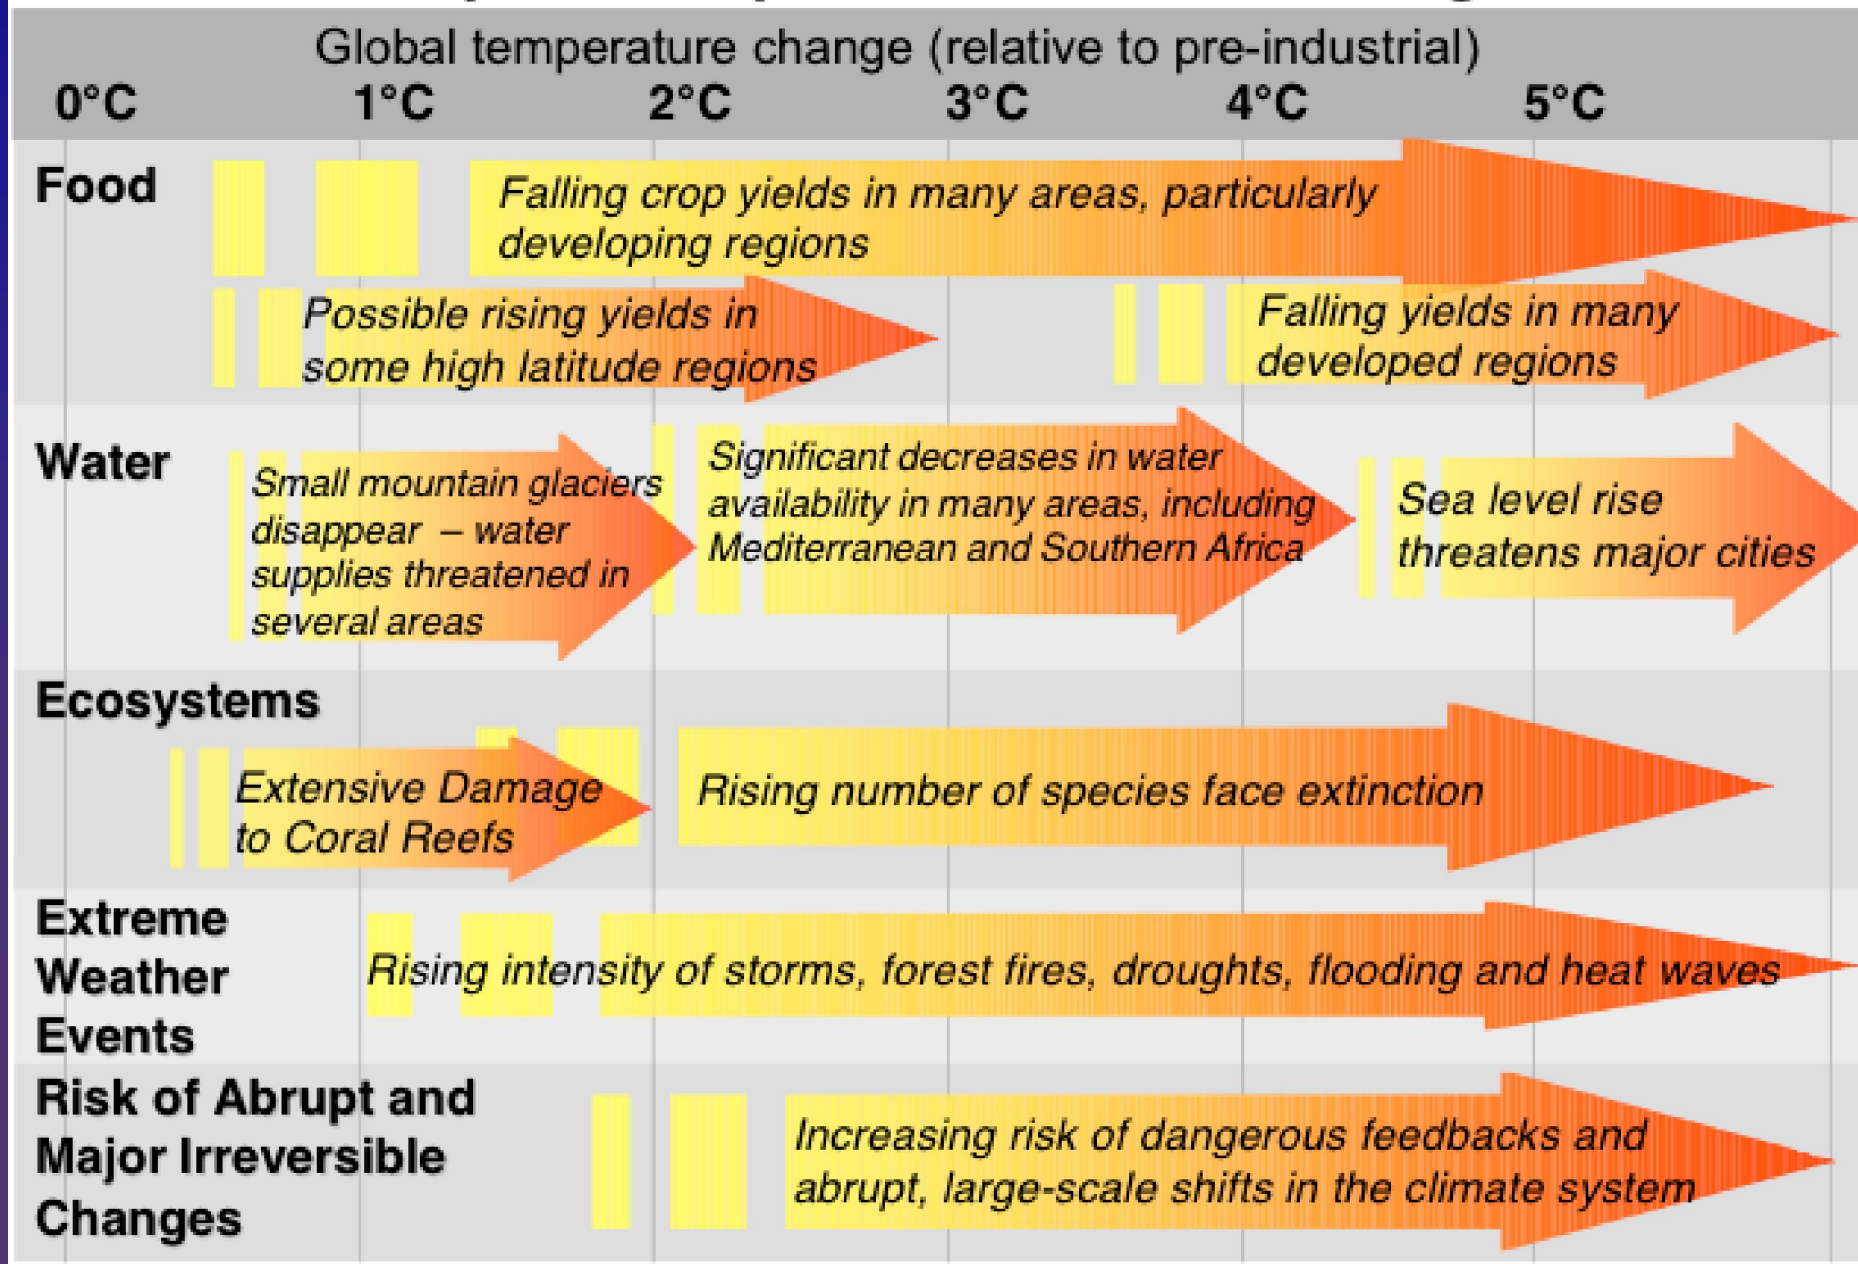 Global temperature change (relative to pre-industrial)
0°C 1°C 2°C 3°C 4°C 5°C
Food
Falling crop yields in many areas, particularly
developing regions
Possible rising yields in
some high latitude regions
Falling yields in many
developed regions
Water
Small mountain glaciers
disappear – water
supplies threatened in
several areas
Significant decreases in water
availability in many areas, including
Mediterranean and Southern Africa
Sea level rise
threatens major cities
Ecosystems
Extensive Damage
to Coral Reefs
Rising number of species face extinction
Extreme
Weather
Events
Rising intensity of storms, forest fires, droughts, flooding and heat waves
Risk of Abrupt and
Major Irreversible
Changes
Increasing risk of dangerous feedbacks and
abrupt, large-scale shifts in the climate system